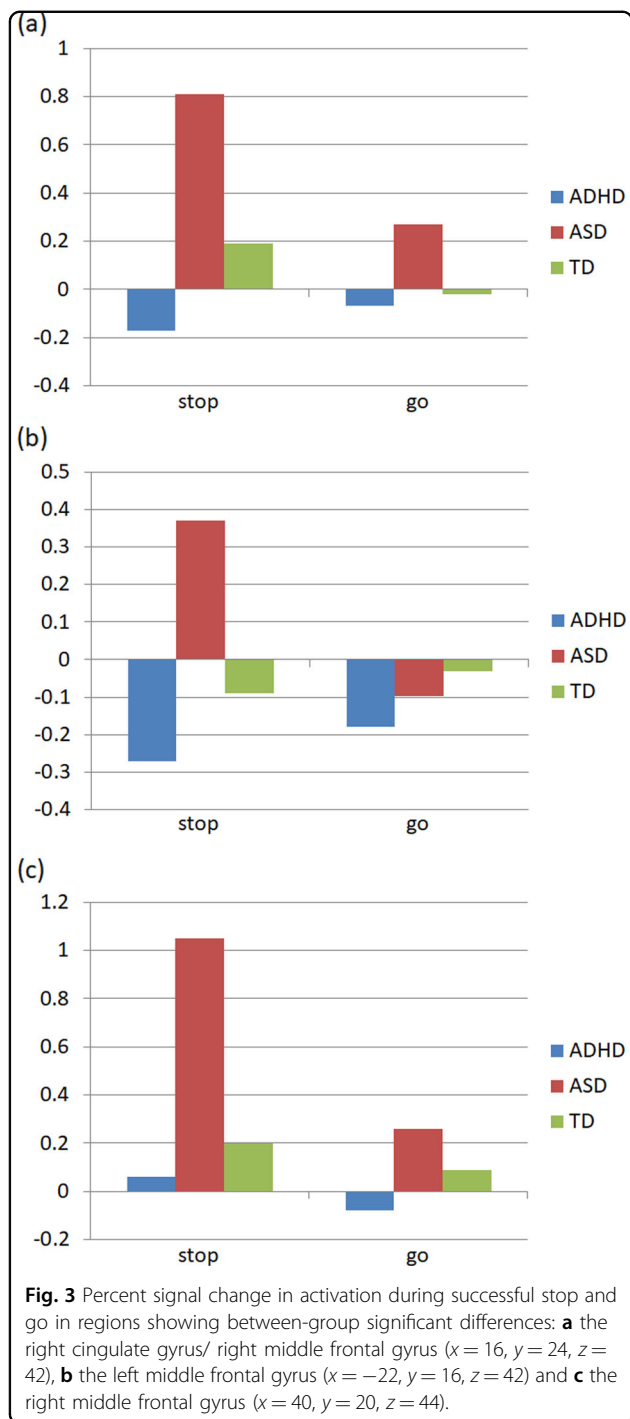 (a)
1
0.8
0.6
0.4
0.2
0
-0.2
-0.4
stop go
ADHD
ASD
TD
(b)
0.5
0.4
0.3
0.2
0.1
0
-0.1
-0.2
-0.3
-0.4
stop go
ADHD
ASD
TD
(c)
1.2
1
0.8
0.6
0.4
0.2
0
-0.2
stop go
ADHD
ASD
TD
Fig. 3 Percent signal change in activation during successful stop and
go in regions showing between-group significant differences: a the
right cingulate gyrus/ right middle frontal gyrus (x = 16, y = 24, z =
42), b the left middle frontal gyrus (x = −22, y = 16, z = 42) and c the
right middle frontal gyrus (x = 40, y = 20, z = 44).